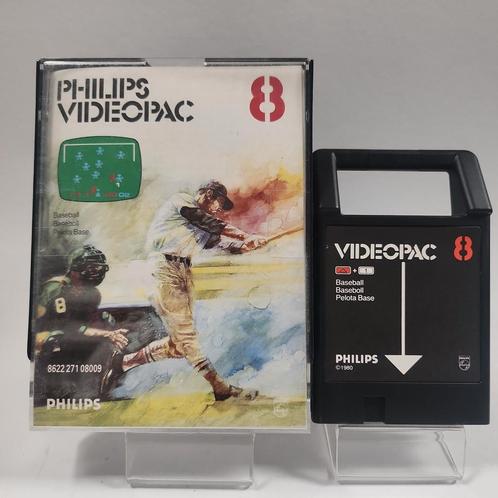 PHILIPS
VIDEOPAC
8
Baseball
Baseboll
Pelota Base
8
8622 271 08009
PHILIPS
VIDEOPAC 8
+
Baseball
Baseboll
Pelota Base
PHILIPS
©1980